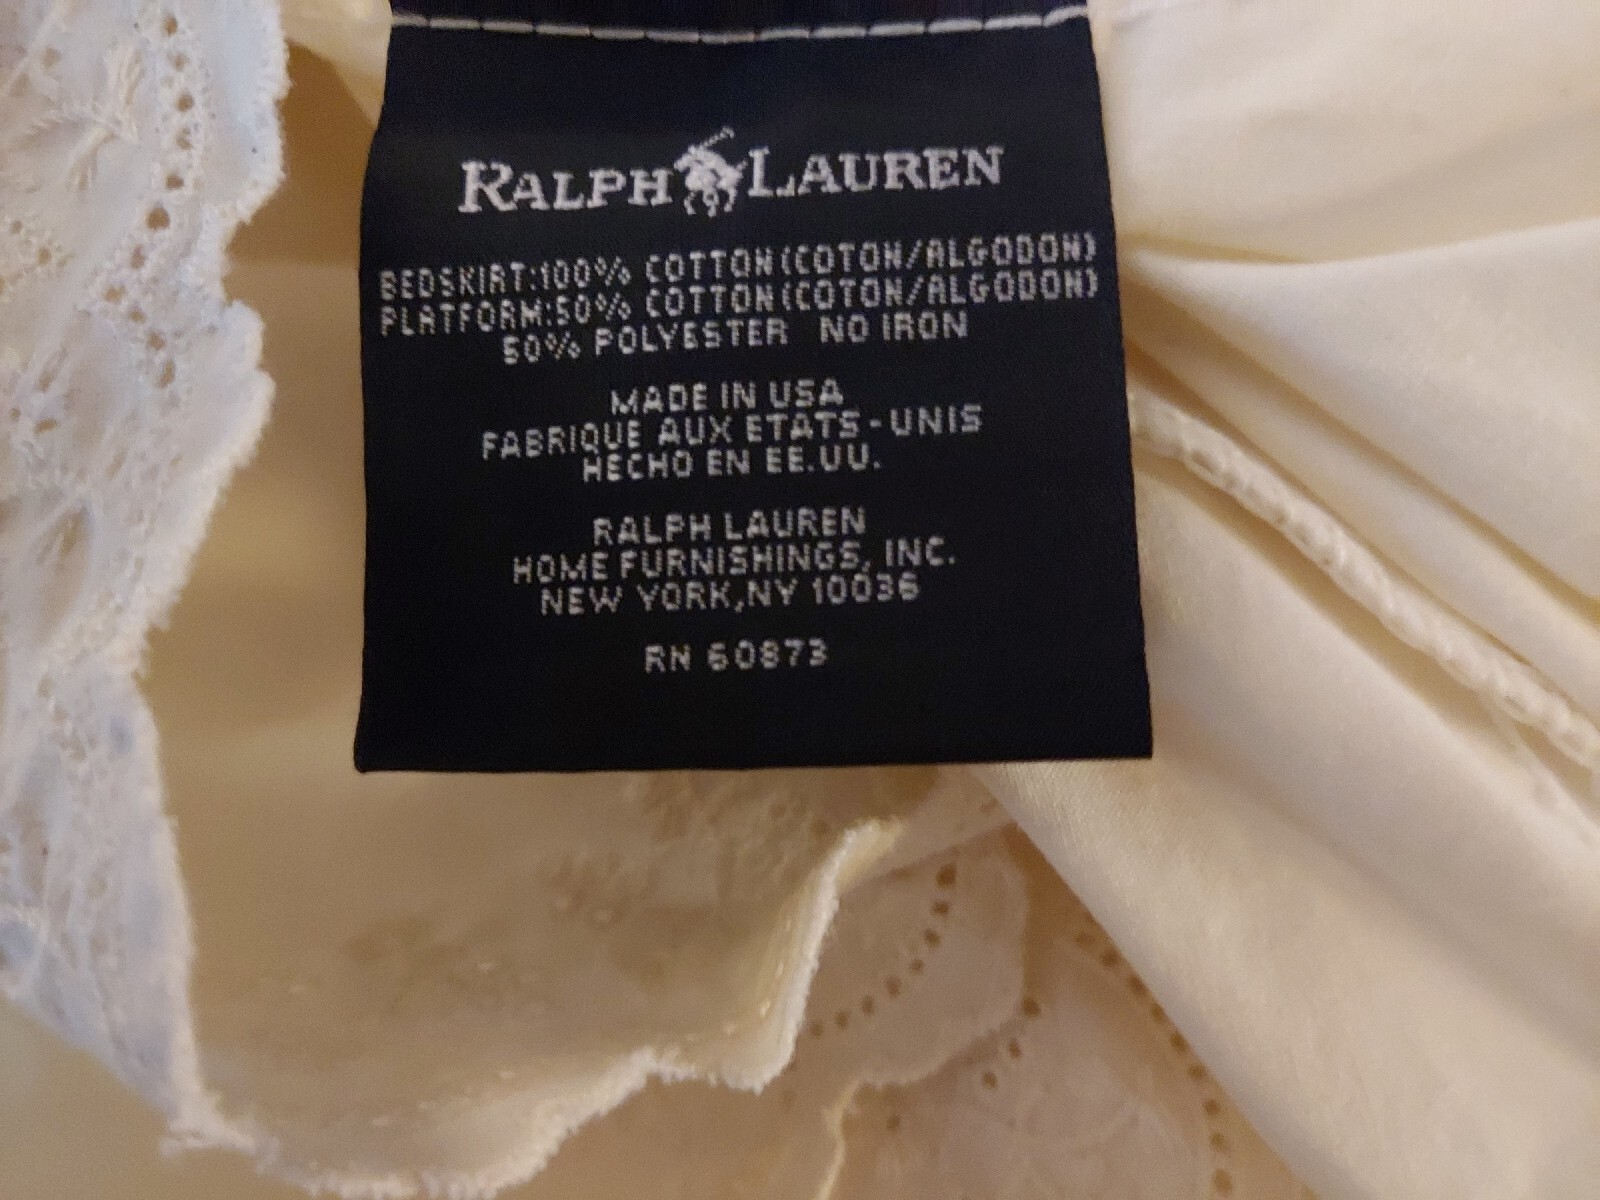 RALPH LAUREN
BEDSKIRT:100% COTTON(COTON/ALGODON)
PLATFORM:50% COTTON(COTON/ALGODON)
50% POLYESTER NO IRON
MADE IN USA
FABRIQUE AUX ETATS-UNIS
HECHO EN EE.UU.
RALPH LAUREN
HOME FURNISHINGS, INC.
NEW YORK,NY 10036
RN 60873